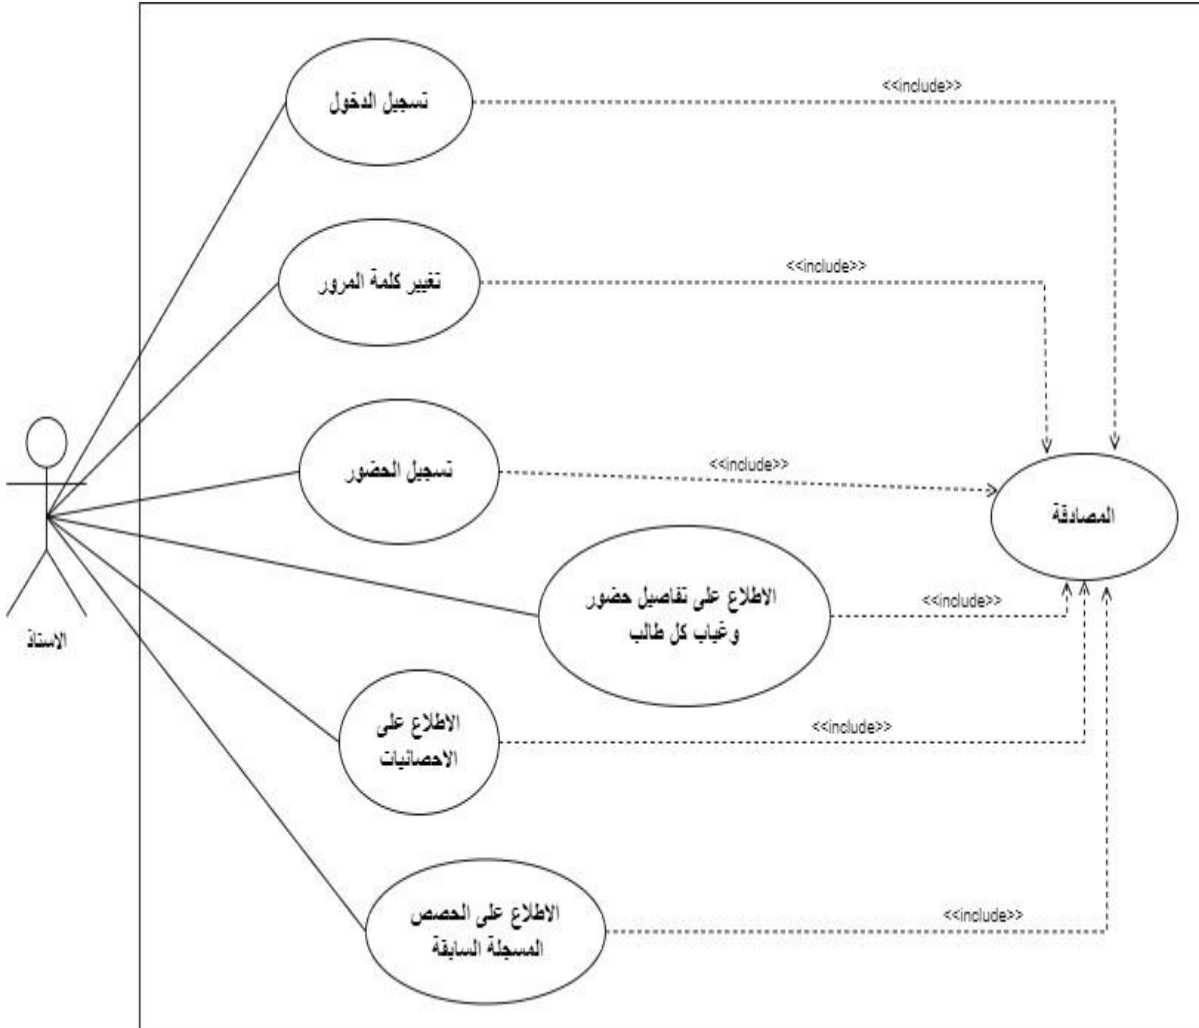 تسجيل الدخول
<<include>>
تغيير كلمة المرور
<<include>>
تسجيل الحضور
<<include>>
المصادقة
الاطلاع على تفاصيل حضور
وغياب كل طالب
<<include>>
الاستاذ
الاطلاع على
الاحصائيات
<<include>>
الاطلاع على الحصص
المسجلة السابقة
<<include>>